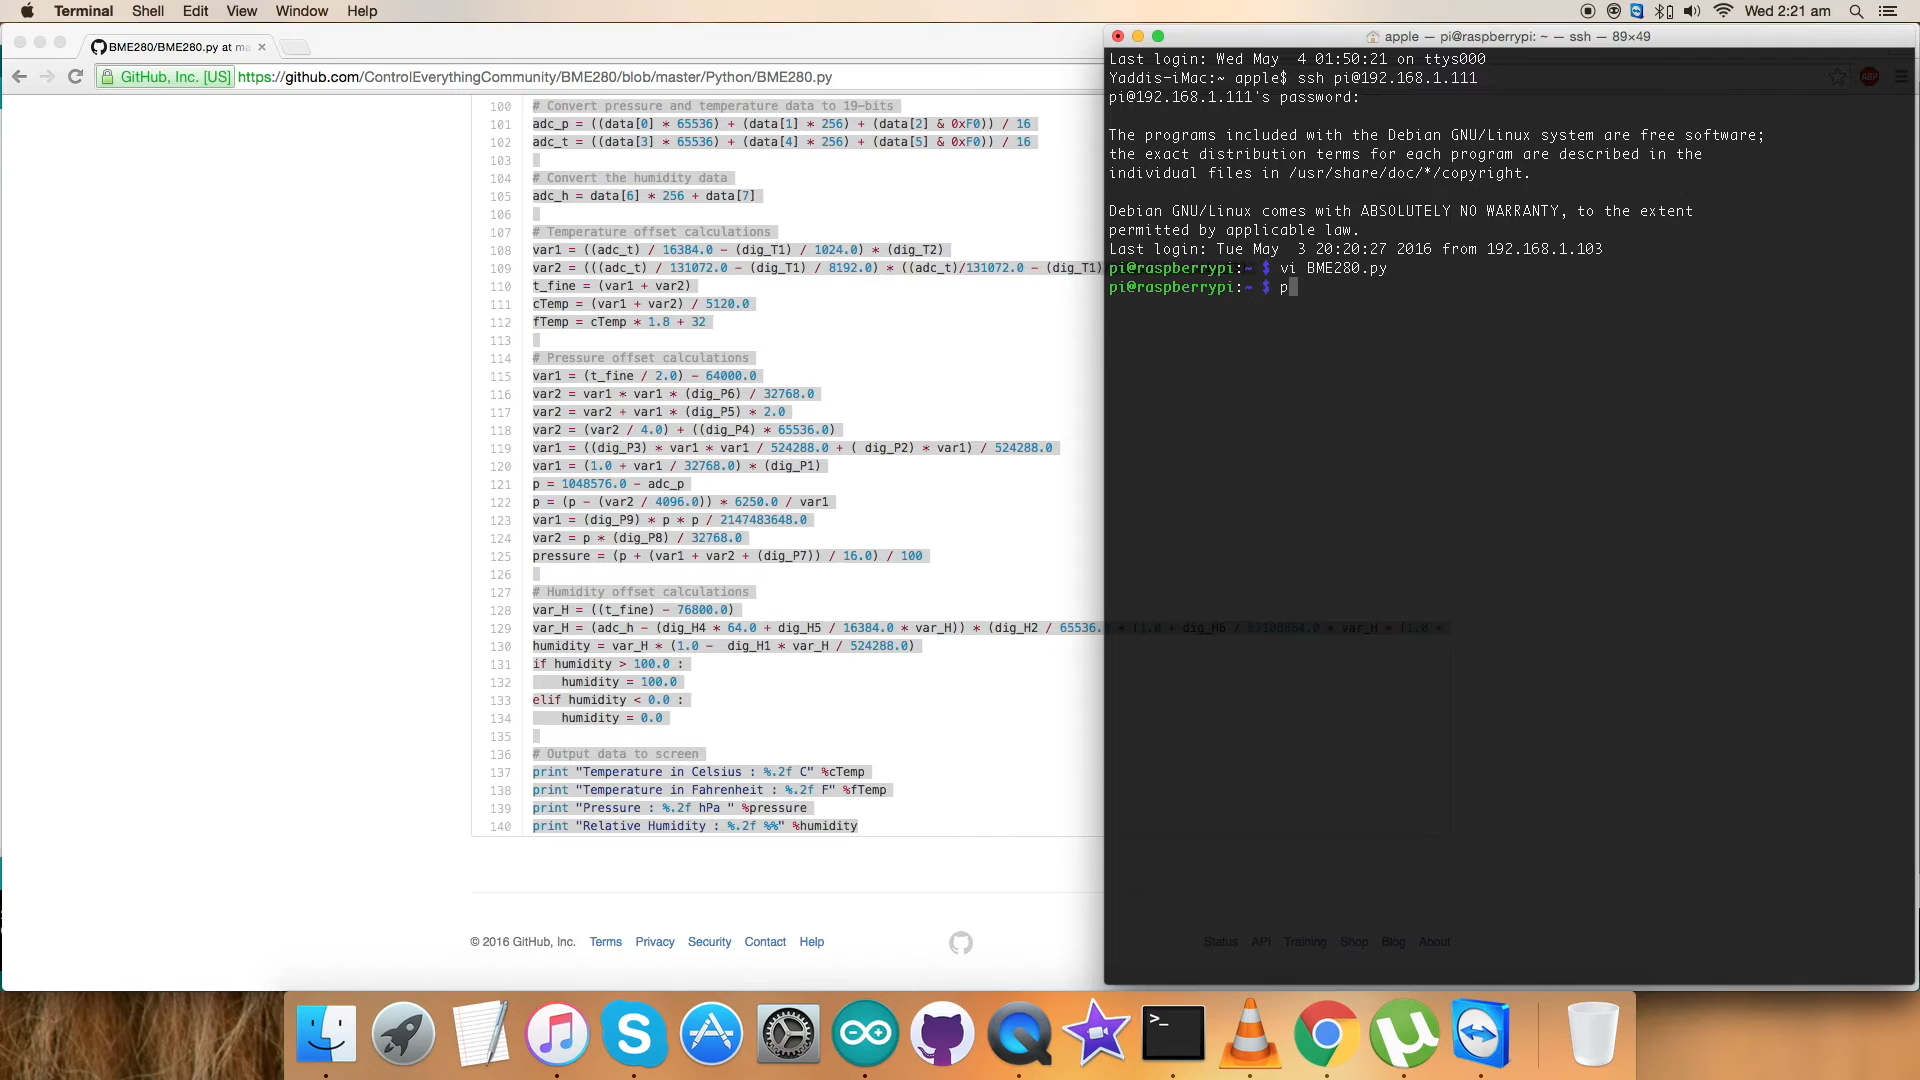 Terminal Shell Edit View Window Help
Wed 2:21 am
BME280/BME280.py at ma
GitHub, Inc. [US] https://github.com/ControlEverythingCommunity/BME280/blob/master/Python/BME280.py
ABP
100 # Convert pressure and temperature data to 19-bits
101 adc_p = ((data[0] * 65536) + (data[1] * 256) + (data[2] & 0xF0)) / 16
102 adc_t = ((data[3] * 65536) + (data[4] * 256) + (data[5] & 0xF0)) / 16
103
104 # Convert the humidity data
105 adc_h = data[6] * 256 + data[7]
106
107 # Temperature offset calculations
108 var1 = ((adc_t) / 16384.0 - (dig_T1) / 1024.0) * (dig_T2)
109 var2 = (((adc_t) / 131072.0 - (dig_T1) / 8192.0) * ((adc_t)/131072.0 - (dig_T1)
110 t_fine = (var1 + var2)
111 cTemp = (var1 + var2) / 5120.0
112 fTemp = cTemp * 1.8 + 32
113
114 # Pressure offset calculations
115 var1 = (t_fine / 2.0) - 64000.0
116 var2 = var1 * var1 * (dig_P6) / 32768.0
117 var2 = var2 + var1 * (dig_P5) * 2.0
118 var2 = (var2 / 4.0) + ((dig_P4) * 65536.0)
119 var1 = ((dig_P3) * var1 * var1 / 524288.0 + ( dig_P2) * var1) / 524288.0
120 var1 = (1.0 + var1 / 32768.0) * (dig_P1)
121 p = 1048576.0 - adc_p
122 p = (p - (var2 / 4096.0)) * 6250.0 / var1
123 var1 = (dig_P9) * p * p / 2147483648.0
124 var2 = p * (dig_P8) / 32768.0
125 pressure = (p + (var1 + var2 + (dig_P7)) / 16.0) / 100
126
127 # Humidity offset calculations
128 var_H = ((t_fine) - 76800.0)
129 var_H = (adc_h - (dig_H4 * 64.0 + dig_H5 / 16384.0 * var_H)) * (dig_H2 / 65536.0 * (1.0 + dig_H6 / 67108864.0 * var_H * (1.0 +
130 humidity = var_H * (1.0 - dig_H1 * var_H / 524288.0)
131 if humidity > 100.0 :
132 humidity = 100.0
133 elif humidity < 0.0 :
134 humidity = 0.0
135
136 # Output data to screen
137 print "Temperature in Celsius : %.2f C" %cTemp
138 print "Temperature in Fahrenheit : %.2f F" %fTemp
139 print "Pressure : %.2f hPa " %pressure
140 print "Relative Humidity : %.2f %%" %humidity
© 2016 GitHub, Inc. Terms Privacy Security Contact Help
Status API Training Shop Blog About
apple — pi@raspberrypi: ~ — ssh — 89×49
Last login: Wed May  4 01:50:21 on ttys000
Yaddis-iMac:~ apple$ ssh pi@192.168.1.111
pi@192.168.1.111's password:
The programs included with the Debian GNU/Linux system are free software;
the exact distribution terms for each program are described in the
individual files in /usr/share/doc/*/copyright.
Debian GNU/Linux comes with ABSOLUTELY NO WARRANTY, to the extent
permitted by applicable law.
Last login: Tue May  3 20:20:27 2016 from 192.168.1.103
pi@raspberrypi:~ $ vi BME280.py
pi@raspberrypi:~ $ p